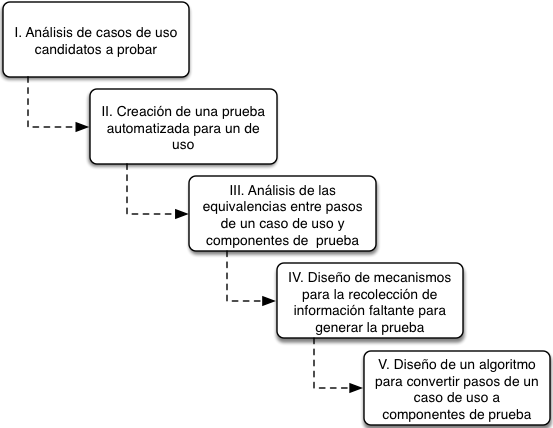 I. Análisis de casos de uso
candidatos a probar
II. Creación de una prueba
automatizada para un de
uso
III. Análisis de las
equivalencias entre pasos
de un caso de uso y
componentes de prueba
IV. Diseño de mecanismos
para la recolección de
información faltante para
generar la prueba
V. Diseño de un algoritmo
para convertir pasos de un
caso de uso a
componentes de prueba